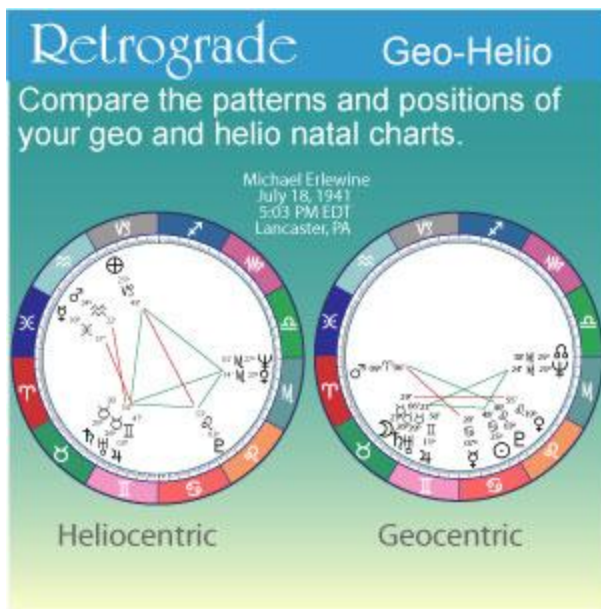 Retrograde Geo-Helio
Compare the patterns and positions of
your geo and helio natal charts.
Michael Erlewine
July 18, 1941
5:03 PM EDT
Lancaster, PA
Heliocentric Geocentric